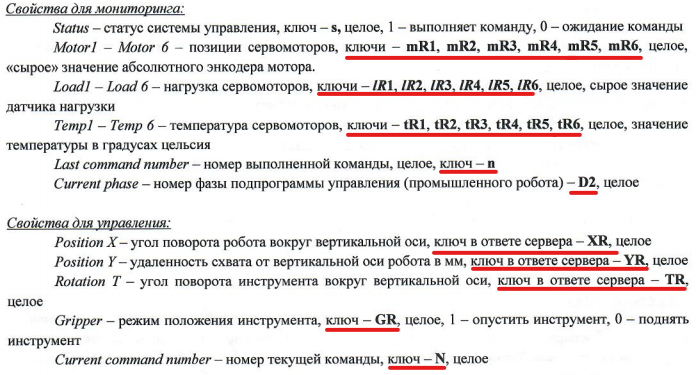 Свойства для мониторинга:
Status – статус системы управления, ключ – s, целое, 1 – выполняет команду, 0 – ожидание команды
Motor1 – Motor 6 – позиции сервомоторов, ключи – mR1, mR2, mR3, mR4, mR5, mR6, целое,
«сырое» значение абсолютного энкодера мотора.
Load1 – Load 6 – нагрузка сервомоторов, ключи – lR1, lR2, lR3, lR4, lR5, lR6, целое, сырое значение
датчика нагрузки
Temp1 – Temp 6 – температура сервомоторов, ключи – tR1, tR2, tR3, tR4, tR5, tR6, целое, значение
температуры в градусах цельсия
Last command number – номер выполненной команды, целое, ключ – n
Current phase – номер фазы подпрограммы управления (промышленного робота) – D2, целое
Свойства для управления:
Position X – угол поворота робота вокруг вертикальной оси, ключ в ответе сервера – XR, целое
Position Y – удаленность схвата от вертикальной оси робота в мм, ключ в ответе сервера – YR, целое
Rotation T – угол поворота инструмента вокруг вертикальной оси, ключ в ответе сервера – TR,
целое
Gripper – режим положения инструмента, ключ – GR, целое, 1 – опустить инструмент, 0 – поднять
инструмент
Current command number – номер текущей команды, ключ – N, целое